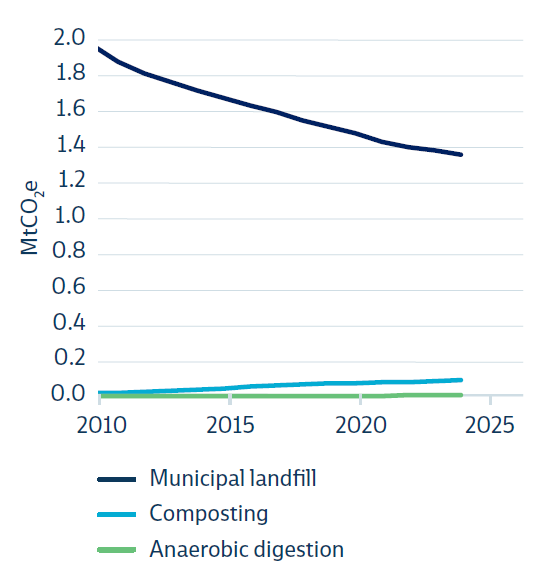 2.0
1.8
1.6
1.4
1.2
1.0
0.8
0.6
0.4
0.2
0.0
MtCO₂e
2010 2015 2020 2025
Municipal landfill
Composting
Anaerobic digestion